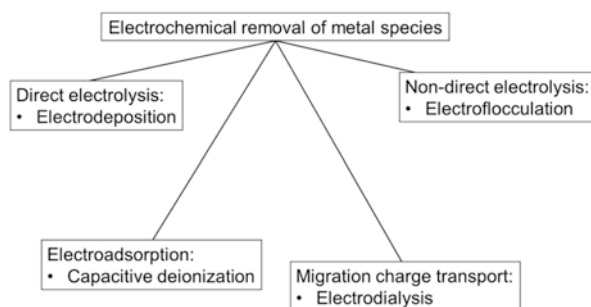 Electrochemical removal of metal species
Direct electrolysis:
• Electrodeposition
Non-direct electrolysis:
• Electroflocculation
Electroadsorption:
• Capacitive deionization
Migration charge transport:
• Electrodialysis